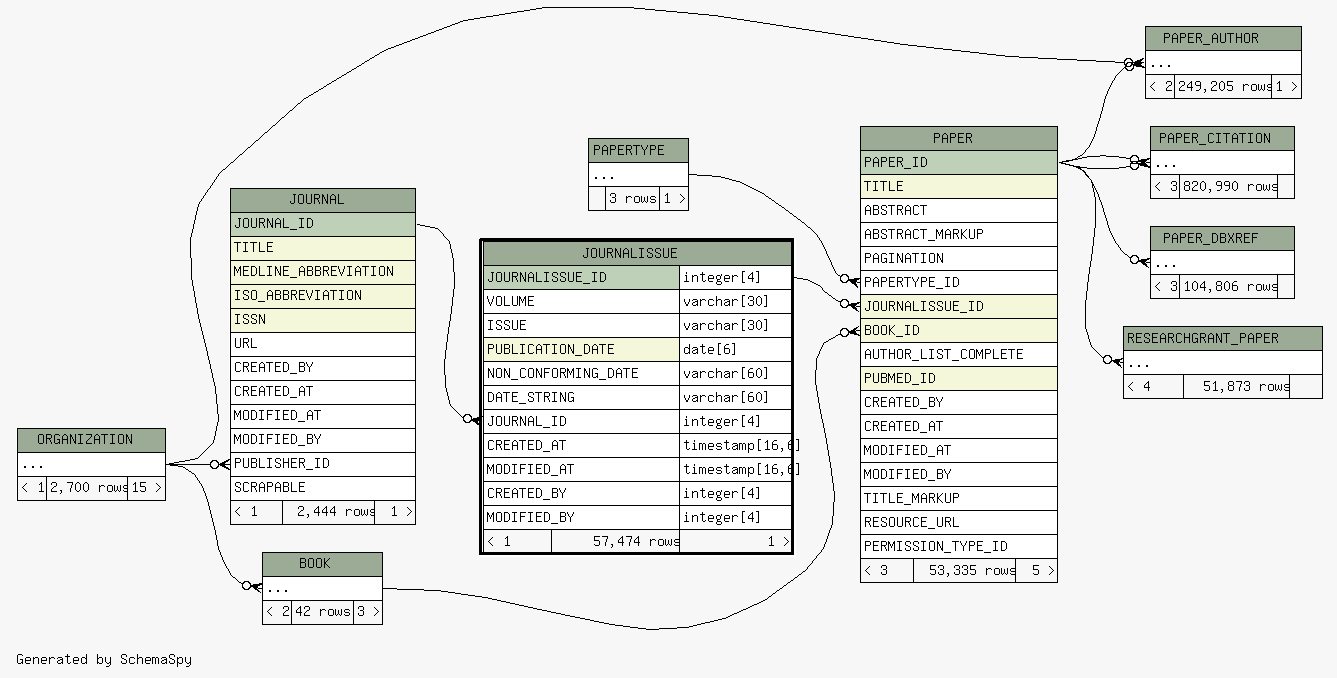 PAPER_AUTHOR
...
< 2 249,205 rows 1 >
PAPER_CITATION
...
< 3 820,990 rows
PAPER_DBXREF
...
< 3 104,806 rows
RESEARCHGRANT_PAPER
...
< 4 51,873 rows
PAPER
PAPER_ID
TITLE
ABSTRACT
ABSTRACT_MARKUP
PAGINATION
PAPERTYPE_ID
JOURNALISSUE_ID
BOOK_ID
AUTHOR_LIST_COMPLETE
PUBMED_ID
CREATED_BY
CREATED_AT
MODIFIED_AT
MODIFIED_BY
TITLE_MARKUP
RESOURCE_URL
PERMISSION_TYPE_ID
< 3 53,335 rows 5 >
PAPERTYPE
...
3 rows 1 >
JOURNAL
JOURNAL_ID
TITLE
MEDLINE_ABBREVIATION
ISO_ABBREVIATION
ISSN
URL
CREATED_BY
CREATED_AT
MODIFIED_AT
MODIFIED_BY
PUBLISHER_ID
SCRAPABLE
< 1 2,444 rows 1 >
JOURNALISSUE
JOURNALISSUE_ID integer[4]
VOLUME varchar[30]
ISSUE varchar[30]
PUBLICATION_DATE date[6]
NON_CONFORMING_DATE varchar[60]
DATE_STRING varchar[60]
JOURNAL_ID integer[4]
CREATED_AT timestamp[16,6]
MODIFIED_AT timestamp[16,6]
CREATED_BY integer[4]
MODIFIED_BY integer[4]
< 1 57,474 rows 1 >
ORGANIZATION
...
< 1 2,700 rows 15 >
BOOK
...
< 2 42 rows 3 >
Generated by SchemaSpy